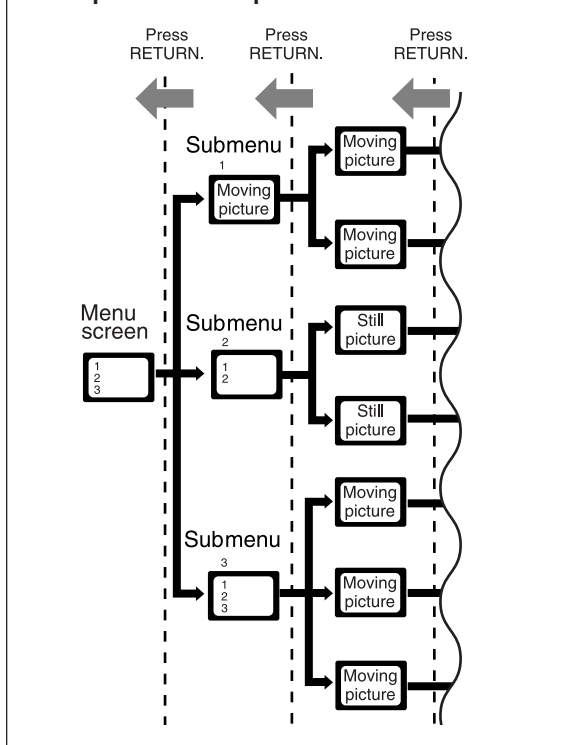 Press
RETURN.
Press
RETURN.
Press
RETURN.
Submenu
1
Moving
picture
Moving
picture
Moving
picture
Menu
screen
1
2
3
Submenu
2
1
2
Still
picture
Still
picture
Submenu
3
1
2
3
Moving
picture
Moving
picture
Moving
picture